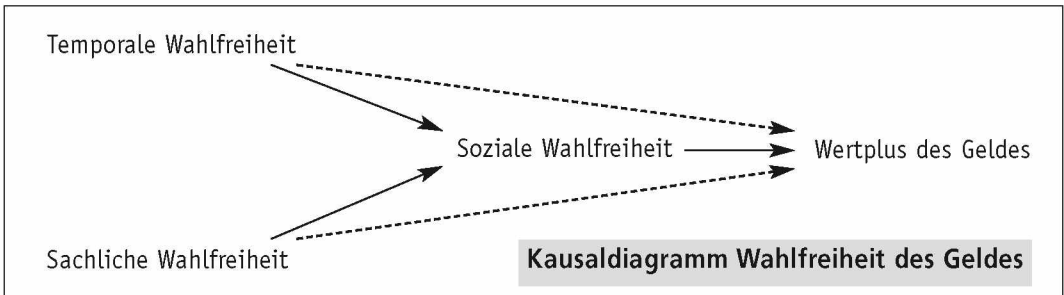 Temporale Wahlfreiheit
Soziale Wahlfreiheit
Wertplus des Geldes
Sachliche Wahlfreiheit
Kausaldiagramm Wahlfreiheit des Geldes